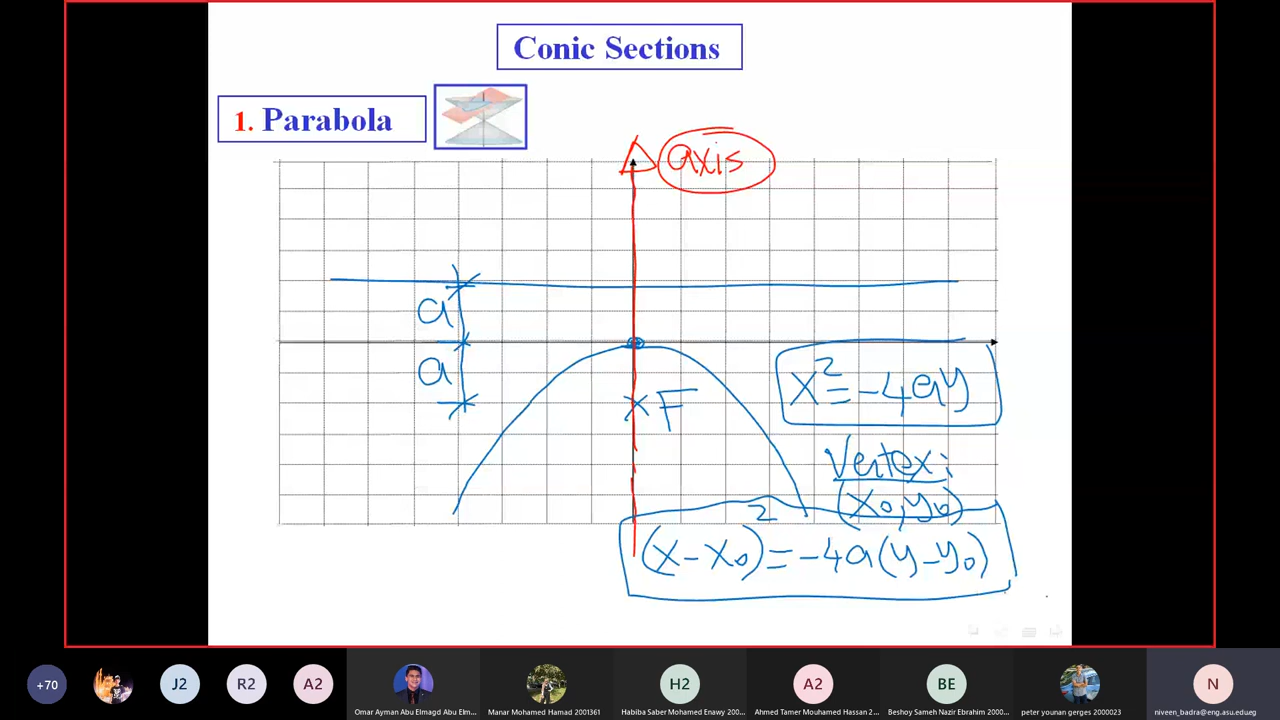 Conic Sections
1. Parabola
axis
a
a
F
x² = -4ay
Vertex:
(x₀, y₀)
(x - x₀)² = -4a(y - y₀)
+70
J2
R2
A2
H2
A2
BE
N
Omar Ayman Abu Elmagd Abu Elm...
Manar Mohamed Hamad 2001361
Habiba Saber Mohamed Enawy 200...
Ahmed Tamer Mouhamed Hassan 2...
Beshoy Sameh Nazir Ebrahim 2000...
peter younan gerges 2000023
niveen_badra@eng.asu.edu.eg